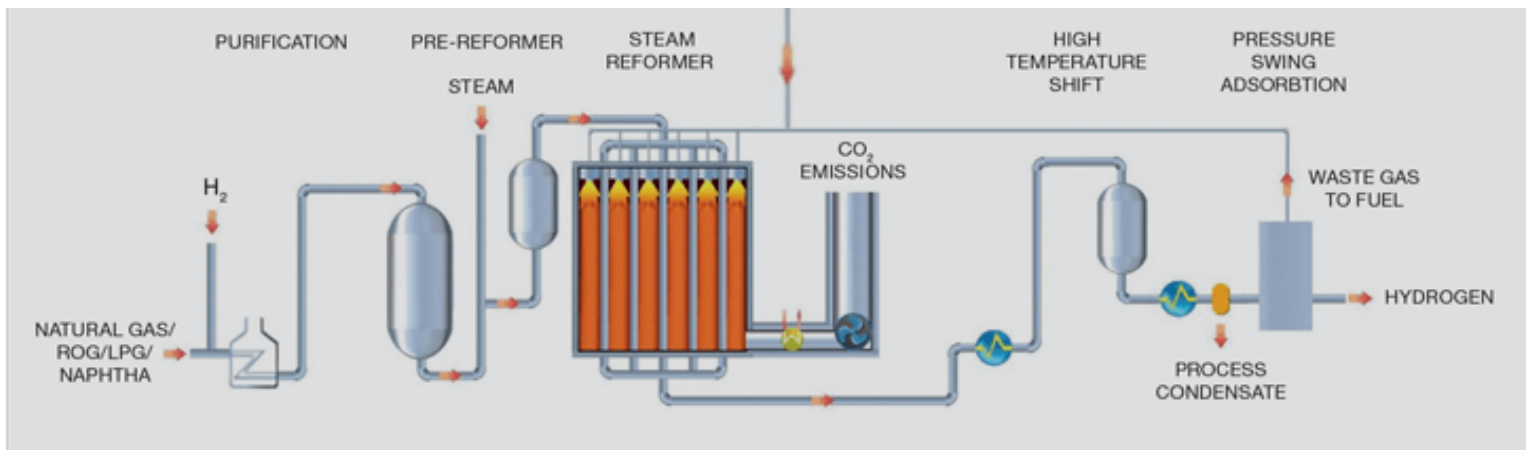 PURIFICATION
PRE-REFORMER
STEAM
REFORMER
HIGH
TEMPERATURE
SHIFT
PRESSURE
SWING
ADSORBTION
STEAM
CO₂
EMISSIONS
H₂
WASTE GAS
TO FUEL
NATURAL GAS/
ROG/LPG/
NAPHTHA
HYDROGEN
PROCESS
CONDENSATE